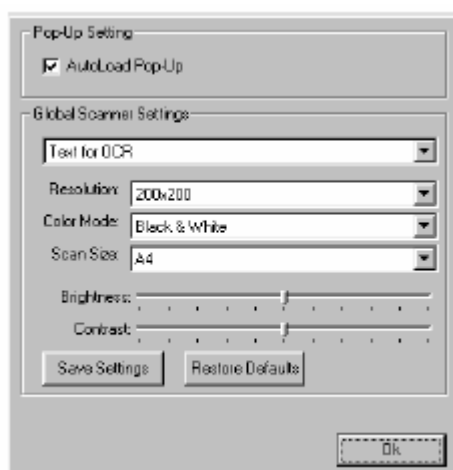 Pop-Up Setting
AutoLoad Pop-Up
Global Scanner Settings
Text for OCR
Resolution: 200x200
Color Mode: Black & White
Scan Size: A4
Brightness:
Contrast:
Save Settings Restore Defaults
Ok